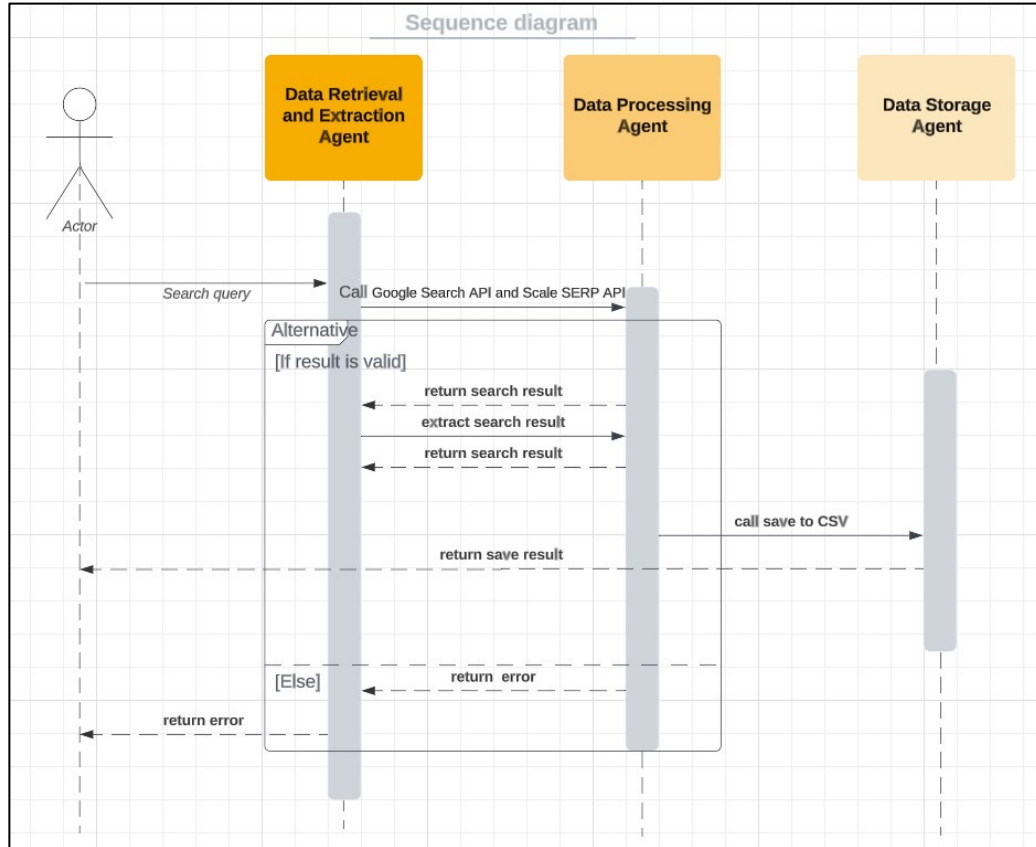 Sequence diagram
Data Retrieval
and Extraction
Agent
Data Processing
Agent
Data Storage
Agent
Actor
Search query
Call Google Search API and Scale SERP API
Alternative
[If result is valid]
return search result
extract search result
return search result
call save to CSV
return save result
[Else]
return error
return error